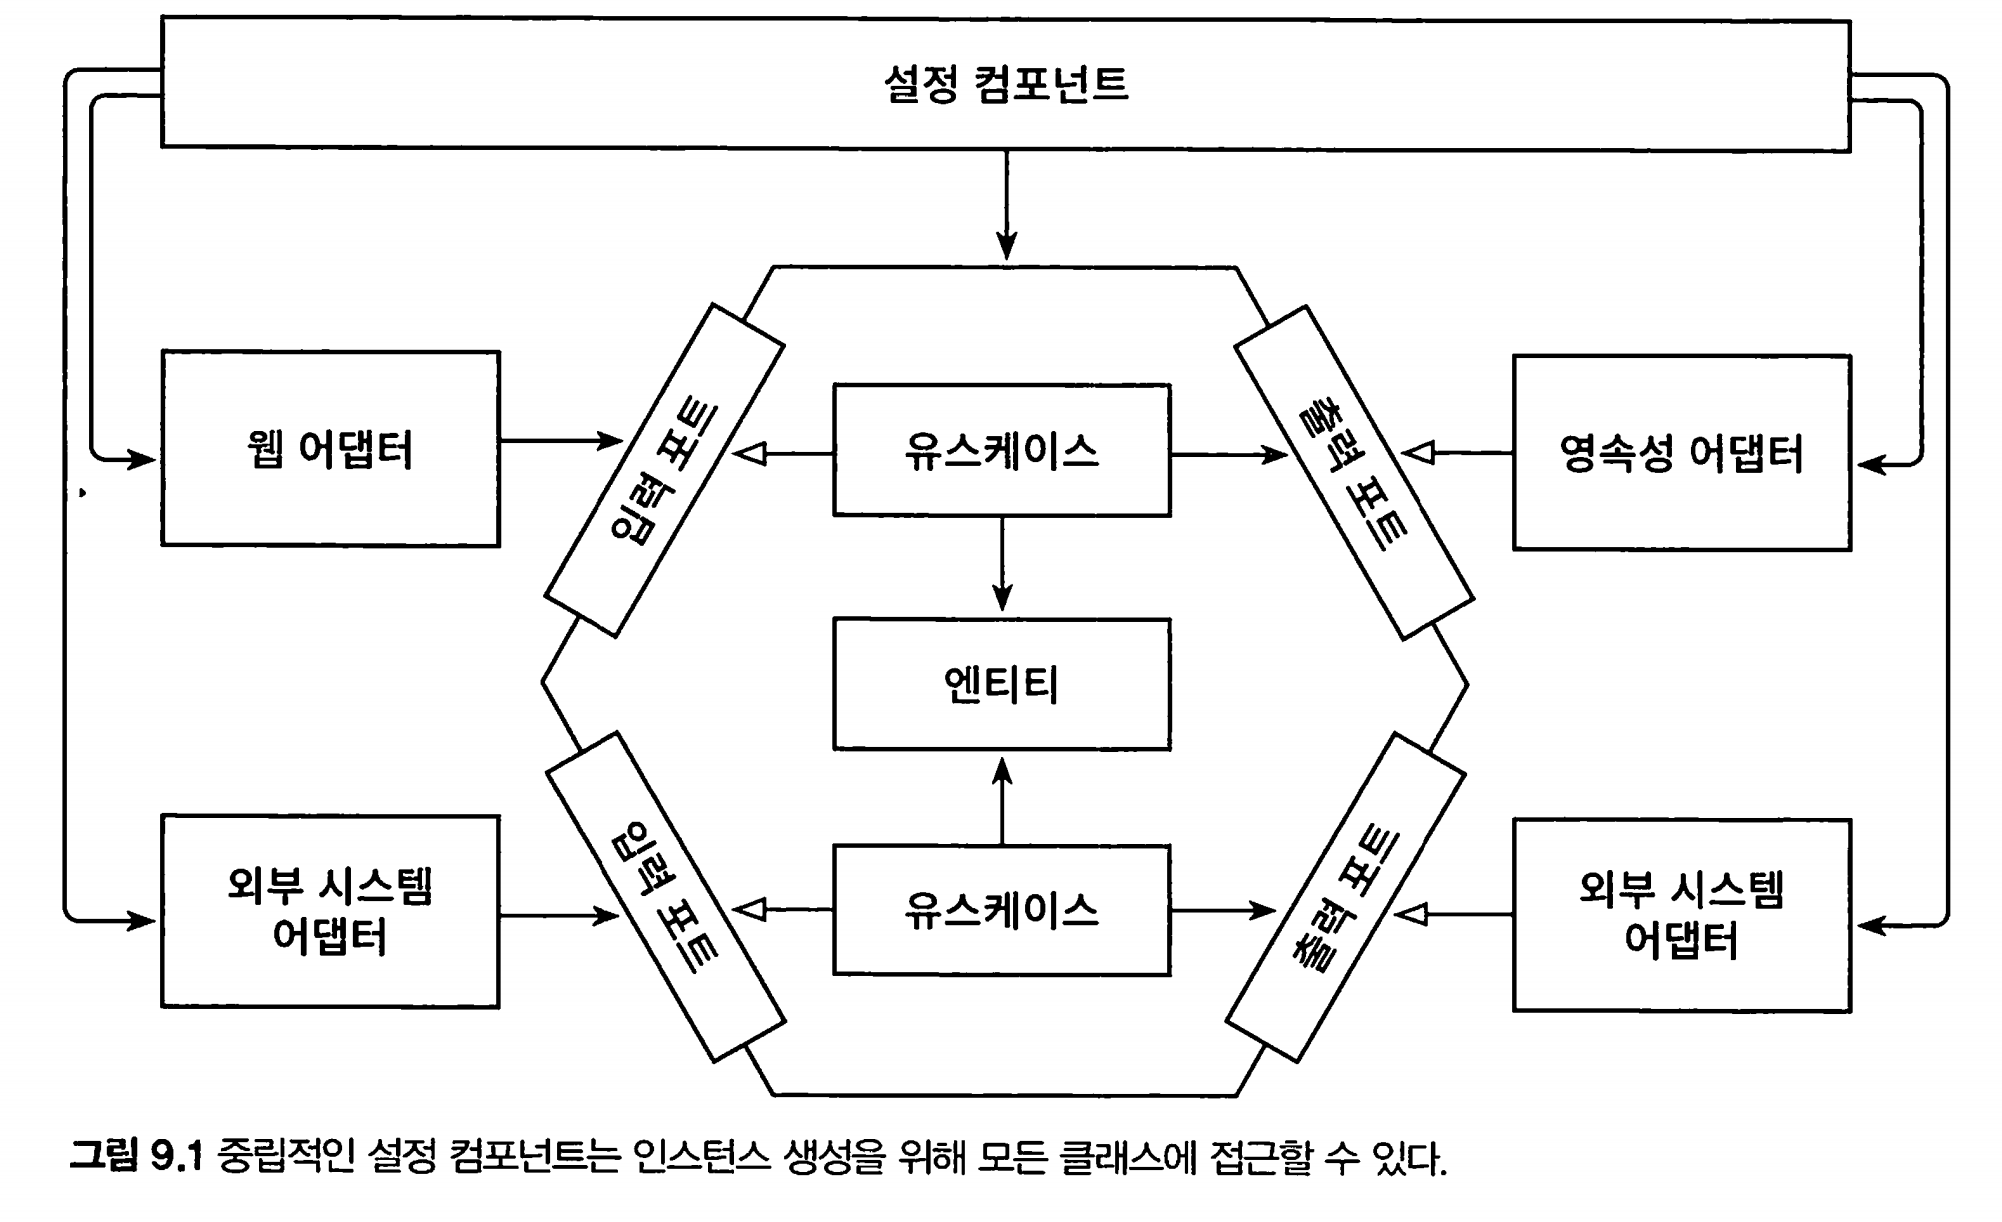 설정 컴포넌트
웹 어댑터
입력 포트
유스케이스
출력 포트
영속성 어댑터
엔티티
외부 시스템
어댑터
입력 포트
유스케이스
출력 포트
외부 시스템
어댑터
그림 9.1 중립적인 설정 컴포넌트는 인스턴스 생성을 위해 모든 클래스에 접근할 수 있다.